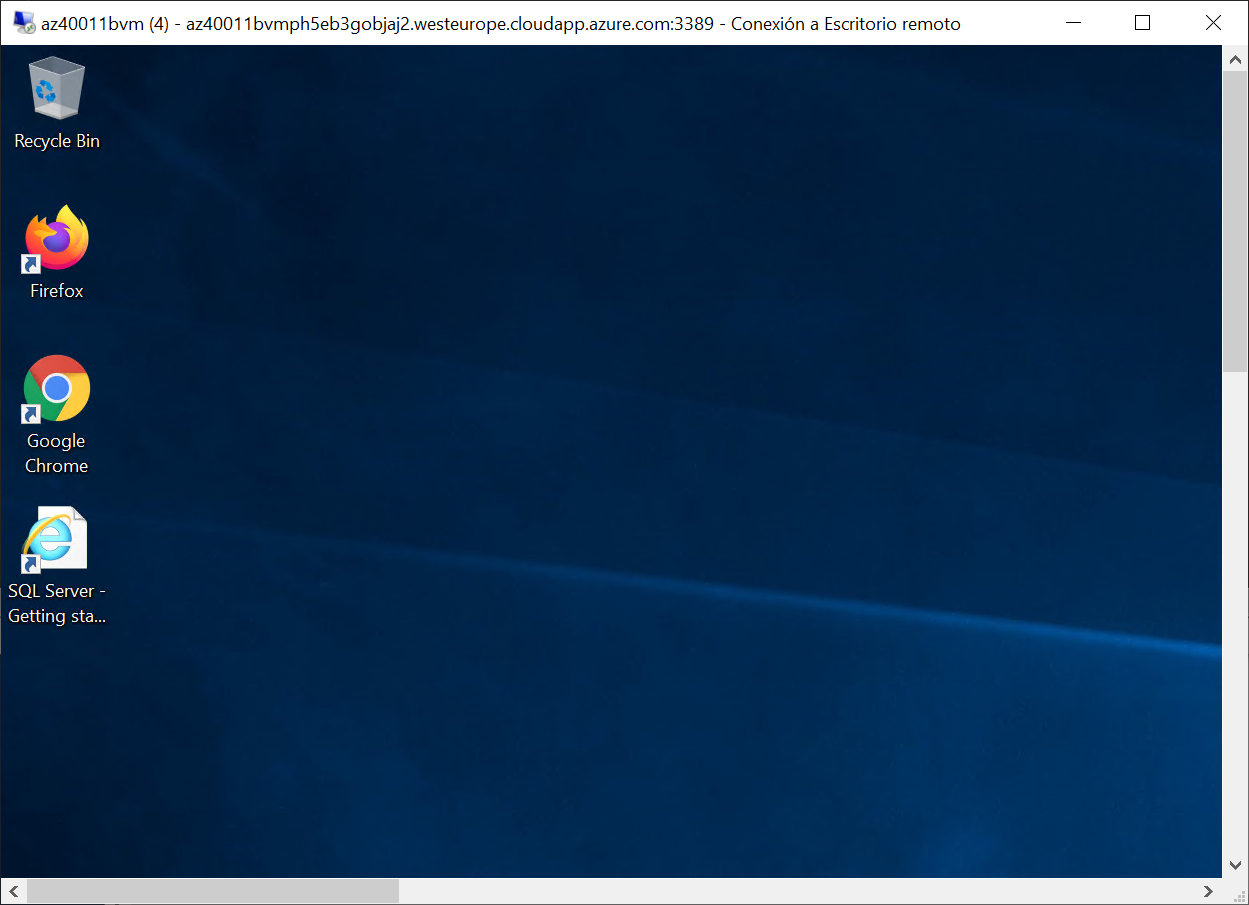 az40011bvm (4) - az40011bvmph5eb3gobjaj2.westeurope.cloudapp.azure.com:3389 - Conexión a Escritorio remoto
Recycle Bin
Firefox
Google
Chrome
SQL Server -
Getting sta...